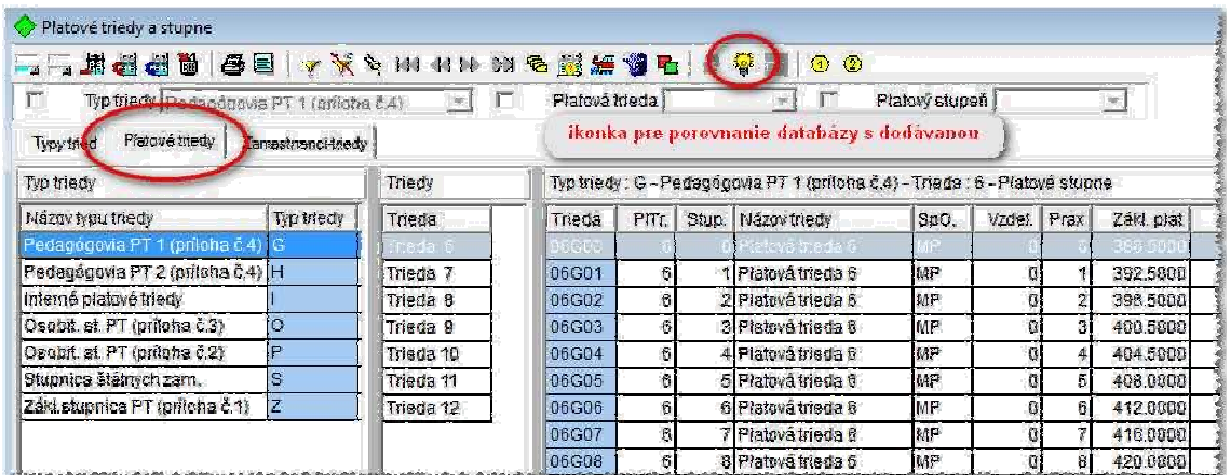 Platové triedy a stupne
Typ triedy Pedagógovia PT 1 (príloha č.4) Platová trieda Platový stupeň
ikonka pre porovnanie databázy s dodávanou
Typy tried Platové triedy Zamestnanci-triedy
Typ triedy Triedy Typ triedy : G - Pedagógovia PT 1 (príloha č.4) - Trieda : 6 - Platové stupne
Názov typu triedy Typ triedy Trieda Trieda PlTr. Stup. Názov triedy SpO. Vzdel. Prax Zákl. plat
Pedagógovia PT 1 (príloha č.4) G Trieda 6 06G00 6 0 Platová trieda 6 MP 0 0
Pedagógovia PT 2 (príloha č.4) H Trieda 7 06G01 6 1 Platová trieda 6 MP 0 1 392.5000
Interné platové triedy I Trieda 8 06G02 6 2 Platová trieda 6 MP 0 2 396.5000
Osobit. st. PT (príloha č.3) O Trieda 9 06G03 6 3 Platová trieda 6 MP 0 3 400.5000
Osobit. st. PT (príloha č.2) P Trieda 10 06G04 6 4 Platová trieda 6 MP 0 4 404.5000
Stupnica štátnych zam. S Trieda 11 06G05 6 5 Platová trieda 6 MP 0 5 408.0000
Zákl.stupnica PT (príloha č.1) Z Trieda 12 06G06 6 6 Platová trieda 6 MP 0 6 412.0000
06G07 6 7 Platová trieda 6 MP 0 7 416.0000
06G08 6 8 Platová trieda 6 MP 0 8 420.0000